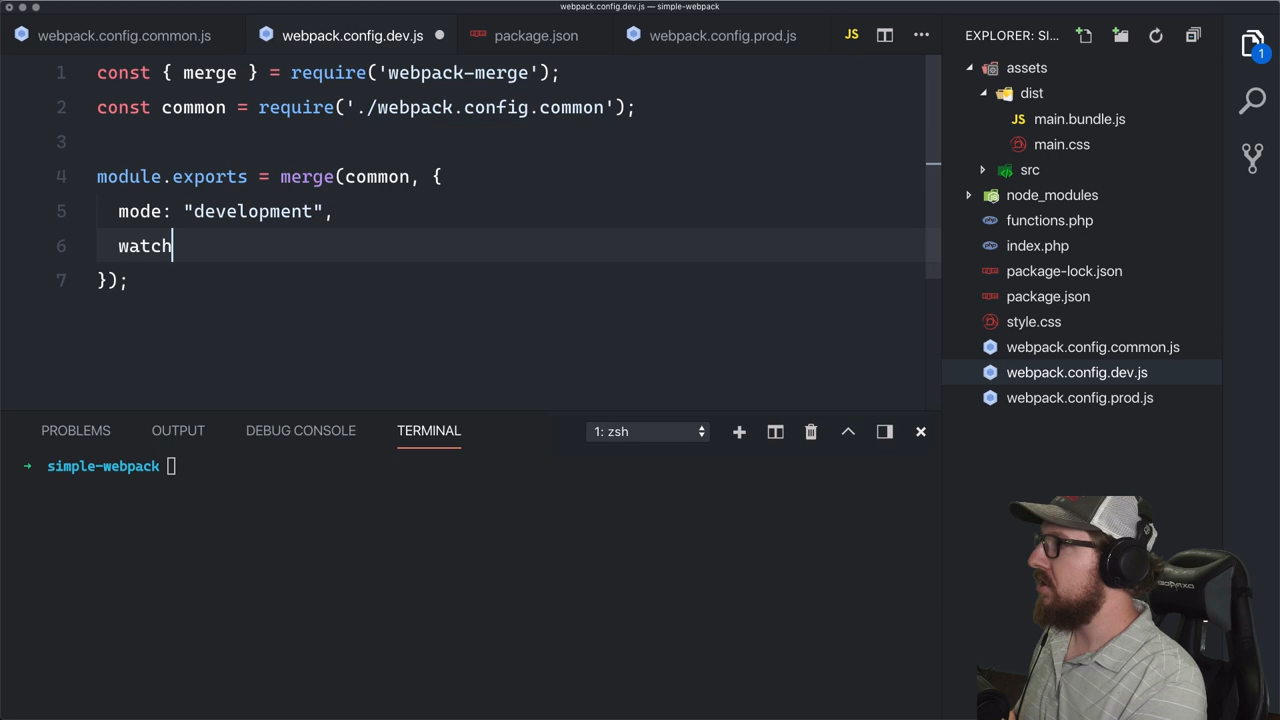 webpack.config.dev.js — simple-webpack
webpack.config.common.js
webpack.config.dev.js
package.json
webpack.config.prod.js
JS
EXPLORER: SI...
1
1 const { merge } = require('webpack-merge');
2 const common = require('./webpack.config.common');
3
4 module.exports = merge(common, {
5 mode: "development",
6 watch
7 });
assets
dist
JS main.bundle.js
main.css
src
node_modules
functions.php
index.php
package-lock.json
package.json
style.css
webpack.config.common.js
webpack.config.dev.js
webpack.config.prod.js
PROBLEMS
OUTPUT
DEBUG CONSOLE
TERMINAL
1: zsh
→ simple-webpack